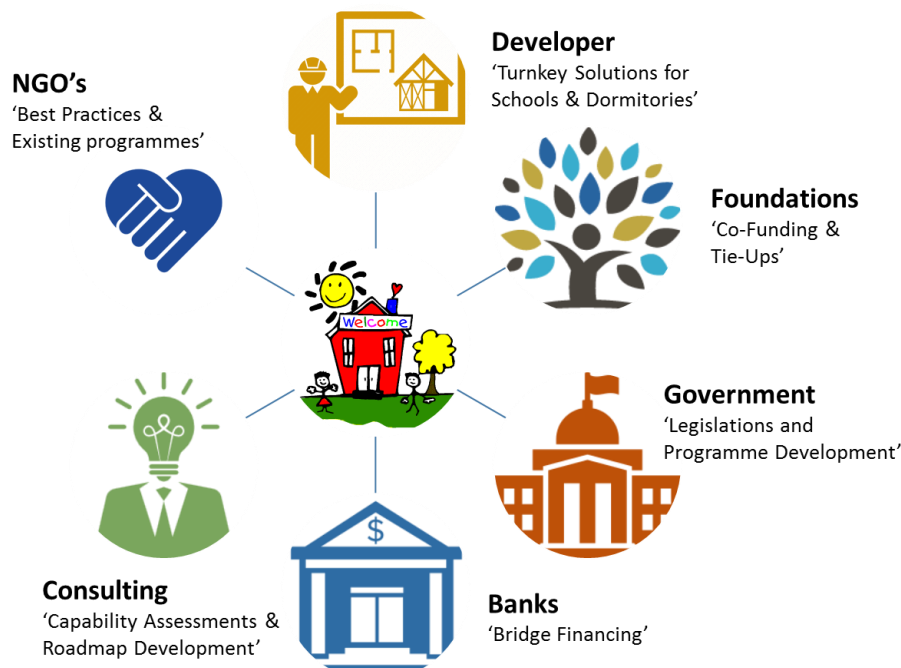 Developer
‘Turnkey Solutions for
Schools & Dormitories’
NGO’s
‘Best Practices &
Existing programmes’
Foundations
‘Co-Funding &
Tie-Ups’
Welcome
Government
‘Legislations and
Programme Development’
$
Consulting
‘Capability Assessments &
Roadmap Development’
Banks
‘Bridge Financing’